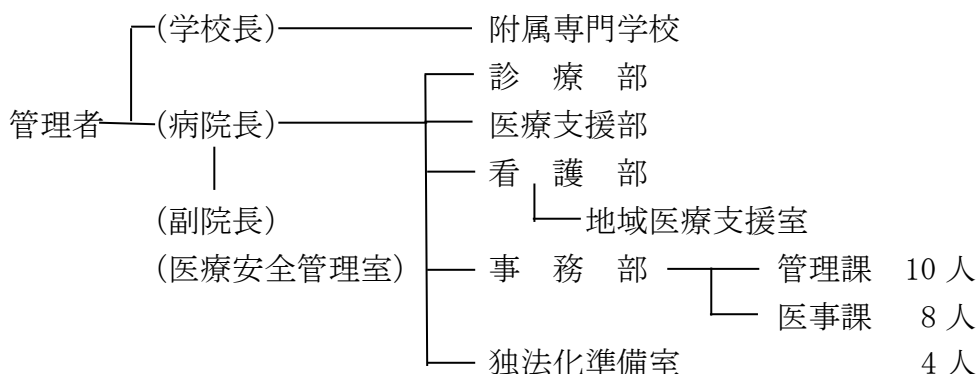 (学校長) 附属専門学校
診 療 部
管理者 (病院長) 医療支援部
看 護 部
(副院長) 地域医療支援室
(医療安全管理室) 事 務 部 管理課 10 人
医事課 8 人
独法化準備室 4 人